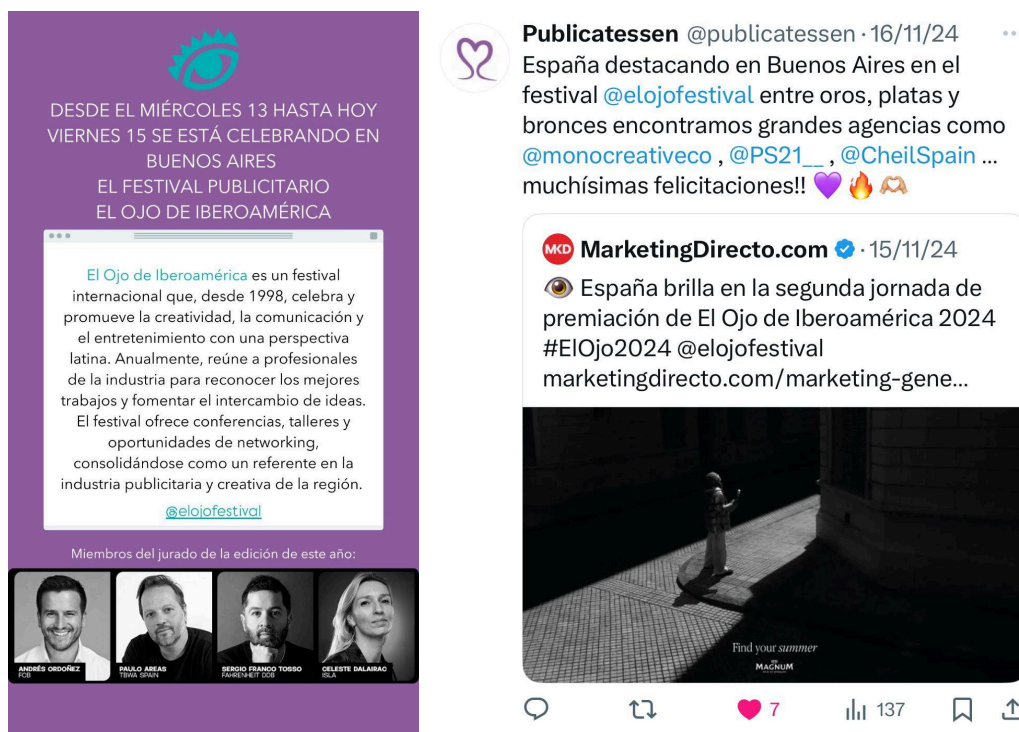 DESDE EL MIÉRCOLES 13 HASTA HOY
VIERNES 15 SE ESTÁ CELEBRANDO EN
BUENOS AIRES
EL FESTIVAL PUBLICITARIO
EL OJO DE IBEROAMÉRICA
El Ojo de Iberoamérica es un festival
internacional que, desde 1998, celebra y
promueve la creatividad, la comunicación y
el entretenimiento con una perspectiva
latina. Anualmente, reúne a profesionales
de la industria para reconocer los mejores
trabajos y fomentar el intercambio de ideas.
El festival ofrece conferencias, talleres y
oportunidades de networking,
consolidándose como un referente en la
industria publicitaria y creativa de la región.
@elojofestival
Miembros del jurado de la edición de este año:
ANDRÉS ORDOÑEZ
FCB
PAULO AREAS
TBWA SPAIN
SERGIO FRANCO TOSSO
FAHRENHEIT DDB
CELESTE DALAIRAC
ISLA
Publicatessen @publicatessen · 16/11/24
España destacando en Buenos Aires en el
festival @elojofestival entre oros, platas y
bronces encontramos grandes agencias como
@monocreativeco , @PS21__ , @CheilSpain ...
muchísimas felicitaciones!! 💜 🔥 🫶🏼
MKD MarketingDirecto.com · 15/11/24
👁️ España brilla en la segunda jornada de
premiación de El Ojo de Iberoamérica 2024
#ElOjo2024 @elojofestival
marketingdirecto.com/marketing-gene...
Find your summer
MAGNUM
7
137